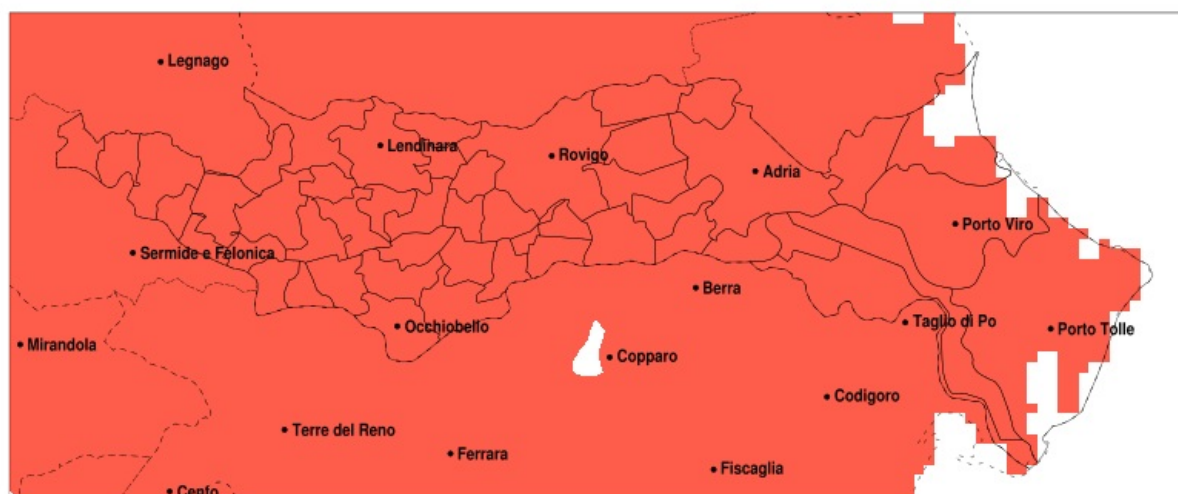 Legnago
Lendinara
Rovigo
Adria
Porto Viro
Sermide e Felonica
Berra
Occhiobello
Taglio di Po
Porto Tolle
Mirandola
Copparo
Codigoro
Terre del Reno
Ferrara
Fiscaglia
Cento